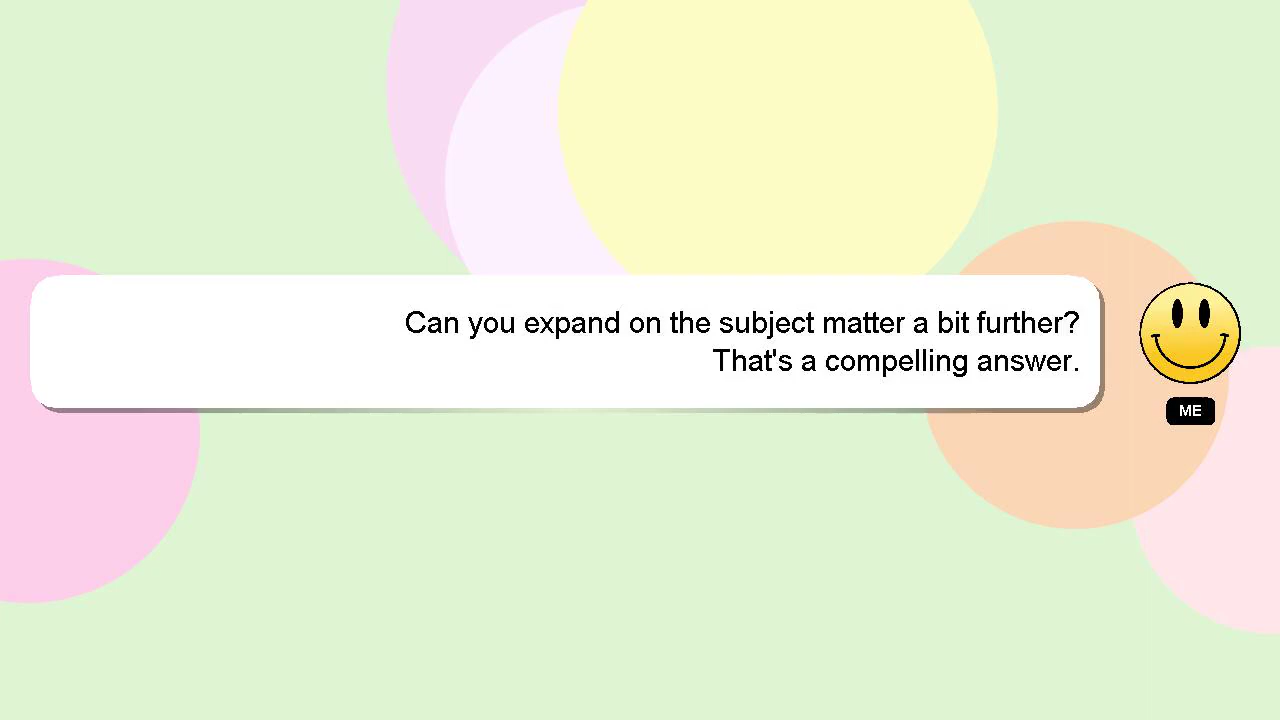 Can you expand on the subject matter a bit further?
That's a compelling answer.
ME